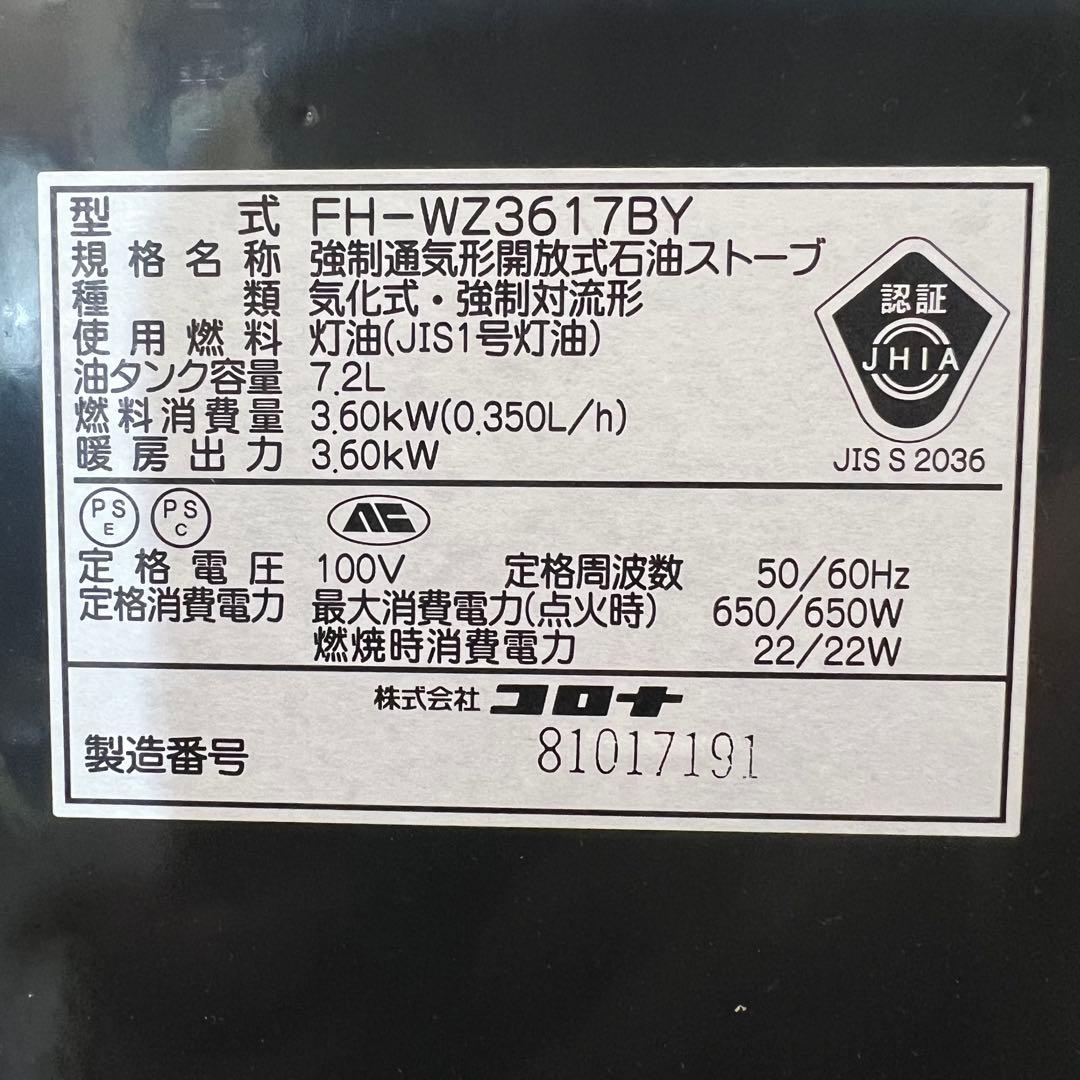 型式 FH-WZ3617BY
規格名称 強制通気形開放式石油ストーブ
種類 気化式・強制対流形
使用燃料 灯油(JIS1号灯油)
油タンク容量 7.2L
燃料消費量 3.60kW(0.350L/h)
暖房出力 3.60kW
認証
JHIA
JIS S 2036
PS E PS C
定格電圧 100V 定格周波数 50/60Hz
定格消費電力 最大消費電力(点火時) 650/650W
燃焼時消費電力 22/22W
株式会社 コロナ
製造番号 81017191